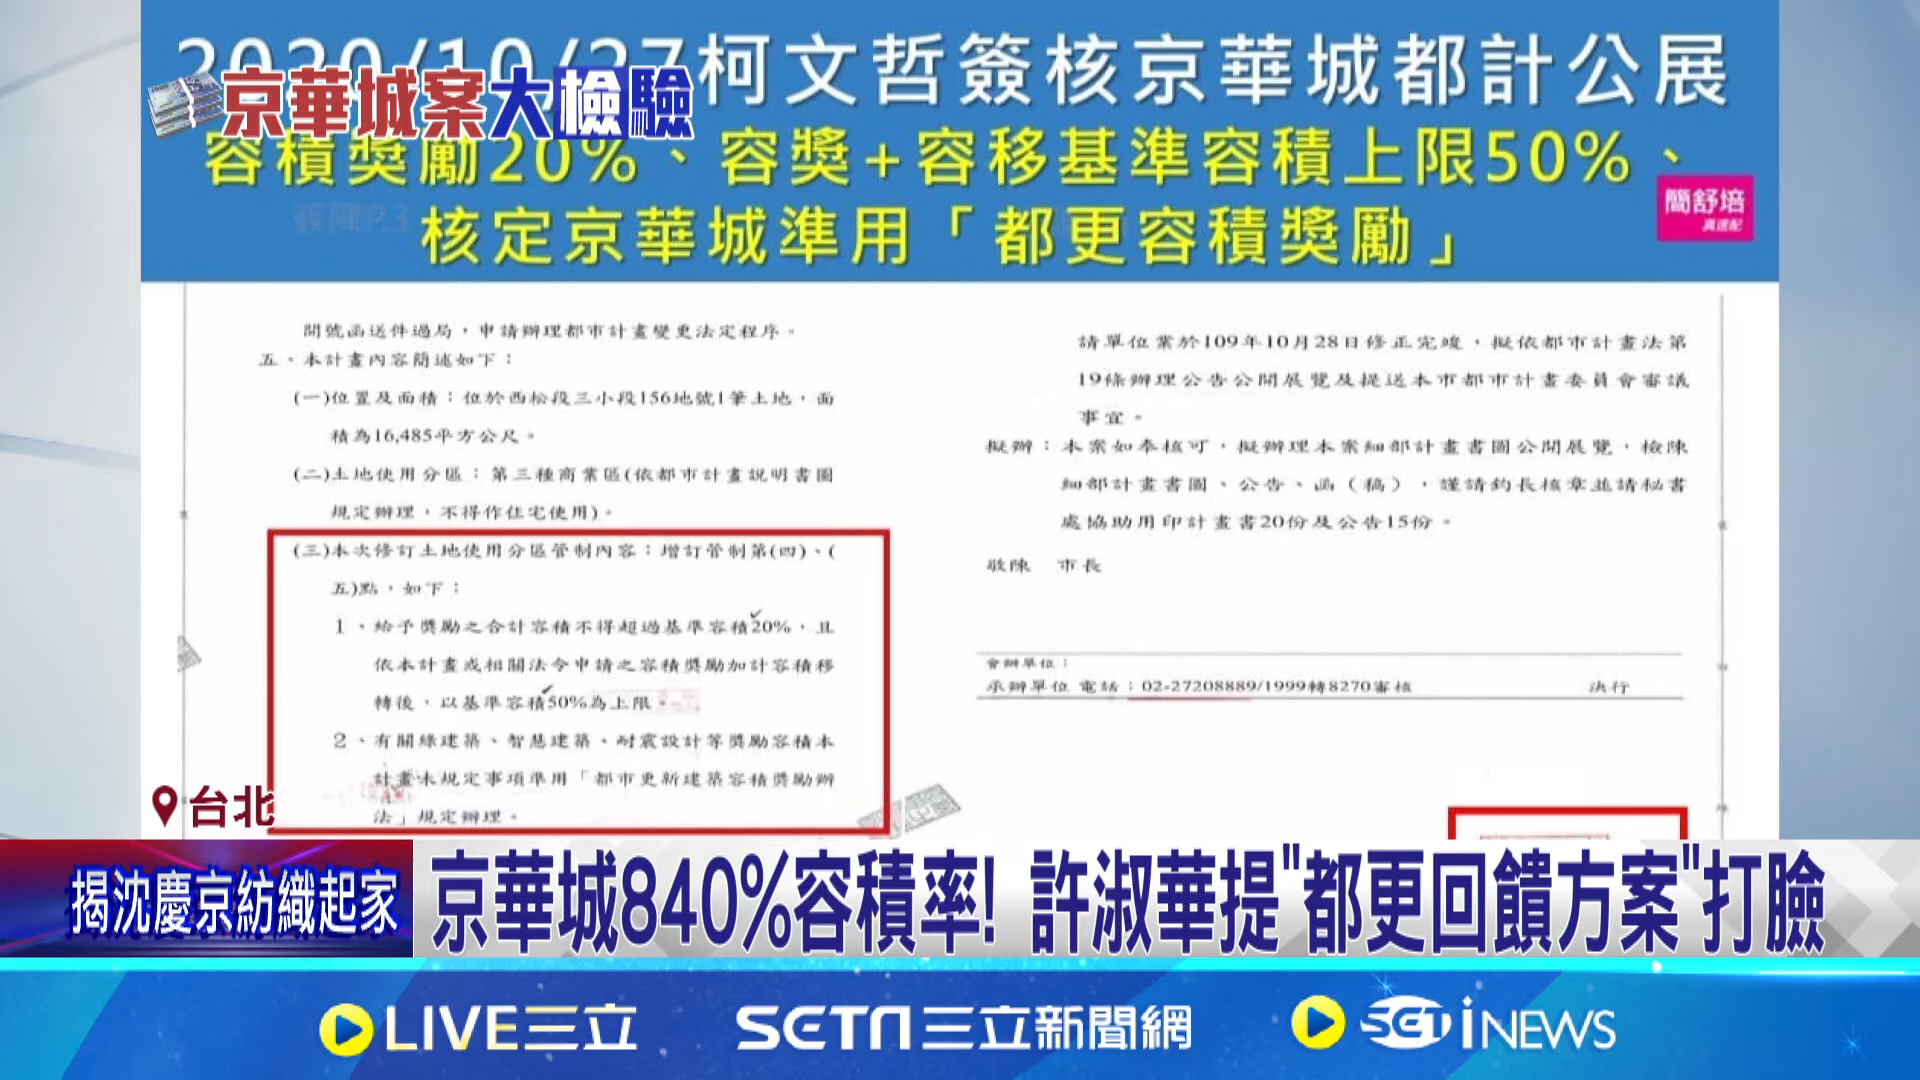 2020/10/27柯文哲簽核京華城都計公展
京華城案大檢驗
容積獎勵20%、容獎+容移基準容積上限50%、
核定京華城準用「都更容積獎勵」
簡舒培
真速配
開號函送件過局，申請辦理都市計畫變更法定程序。
五、本計畫內容簡述如下：
(一)位置及面積：位於西松段三小段156地號1筆土地，面
積為16,485平方公尺。
(二)土地使用分區：第三種商業區(依都市計畫說明書圖
規定辦理，不得作住宅使用)。
(三)本次修訂土地使用分區管制內容：增訂管制第(四)、(
五)點，如下：
1、給予獎勵之合計容積不得超過基準容積20%，且
依本計畫或相關法令申請之容積獎勵加計容積移
轉後，以基準容積50%為上限。
2、有關綠建築、智慧建築、耐震設計等獎勵容積本
計畫未規定事項準用「都市更新建築容積獎勵辦
法」規定辦理。
請單位業於109年10月28日修正完竣，擬依都市計畫法第
19條辦理公告公開展覽及提送本市都市計畫委員會審議
事宜。
擬辦：本案如奉核可，擬辦理本案細部計畫書圖公開展覽，檢陳
細部計畫書圖、公告、函（稿），謹請鈞長核章並請秘書
處協助用印計畫書20份及公告15份。
敬陳 市長
會辦單位：
承辦單位 電話：02-27208889/1999轉8270審核 決行
台北
揭沈慶京紡織起家
京華城840%容積率! 許淑華提"都更回饋方案"打臉
LIVE三立
SETN三立新聞網
SET iNEWS